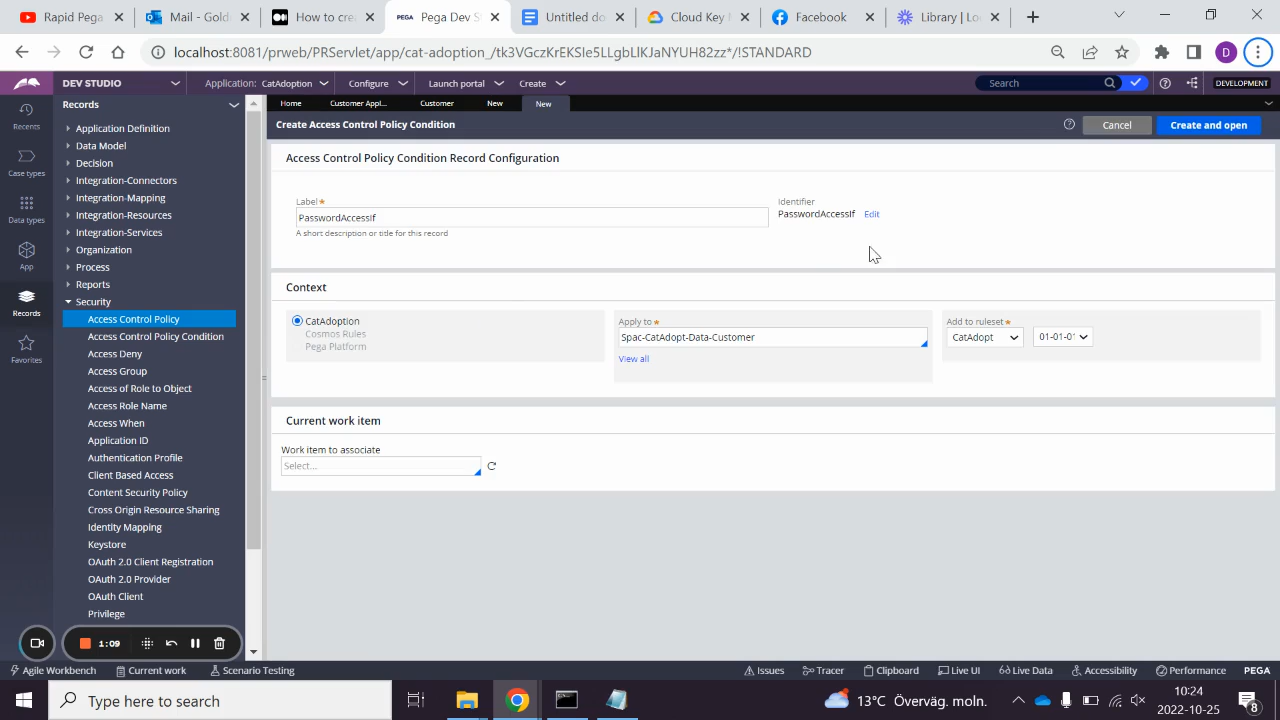 Rapid Pega
Mail - Gold
How to cre
Pega Dev S
Untitled do
Cloud Key
Facebook
Library | Lo
localhost:8081/prweb/PRServlet/app/cat-adoption_/tk3VGczKrEKSIe5LLgbLlKJaNYUH82zz*/!STANDARD
D
DEV STUDIO
Application: CatAdoption
Configure
Launch portal
Create
Search
DEVELOPMENT
Recents
Case types
Data types
App
Records
Favorites
Records
Application Definition
Data Model
Decision
Integration-Connectors
Integration-Mapping
Integration-Resources
Integration-Services
Organization
Process
Reports
Security
Access Control Policy
Access Control Policy Condition
Access Deny
Access Group
Access of Role to Object
Access Role Name
Access When
Application ID
Authentication Profile
Client Based Access
Content Security Policy
Cross Origin Resource Sharing
Identity Mapping
Keystore
OAuth 2.0 Client Registration
OAuth 2.0 Provider
OAuth Client
Privilege
Home
Customer Appl...
Customer
New
New
Create Access Control Policy Condition
Cancel
Create and open
Access Control Policy Condition Record Configuration
Label*
PasswordAccessIf
A short description or title for this record
Identifier
PasswordAccessIf Edit
Context
CatAdoption
Cosmos Rules
Pega Platform
Apply to*
Spac-CatAdopt-Data-Customer
View all
Add to ruleset*
CatAdopt
01-01-01
Current work item
Work item to associate
Select...
1:09
Agile Workbench
Current work
Scenario Testing
Issues
Tracer
Clipboard
Live UI
Live Data
Accessibility
Performance
PEGA
Type here to search
13°C Överväg. moln.
10:24
2022-10-25
8